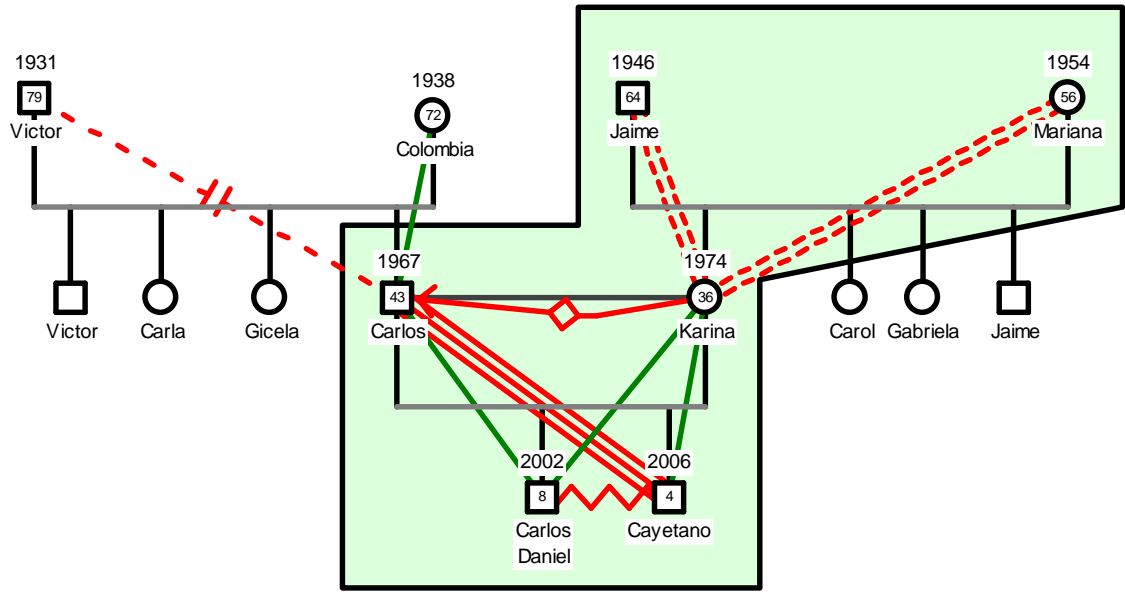 1931
79
Victor
1938
72
Colombia
1946
64
Jaime
1954
56
Mariana
Victor
Carla
Gicela
1967
43
Carlos
1974
36
Karina
Carol
Gabriela
Jaime
2002
8
Carlos
Daniel
2006
4
Cayetano